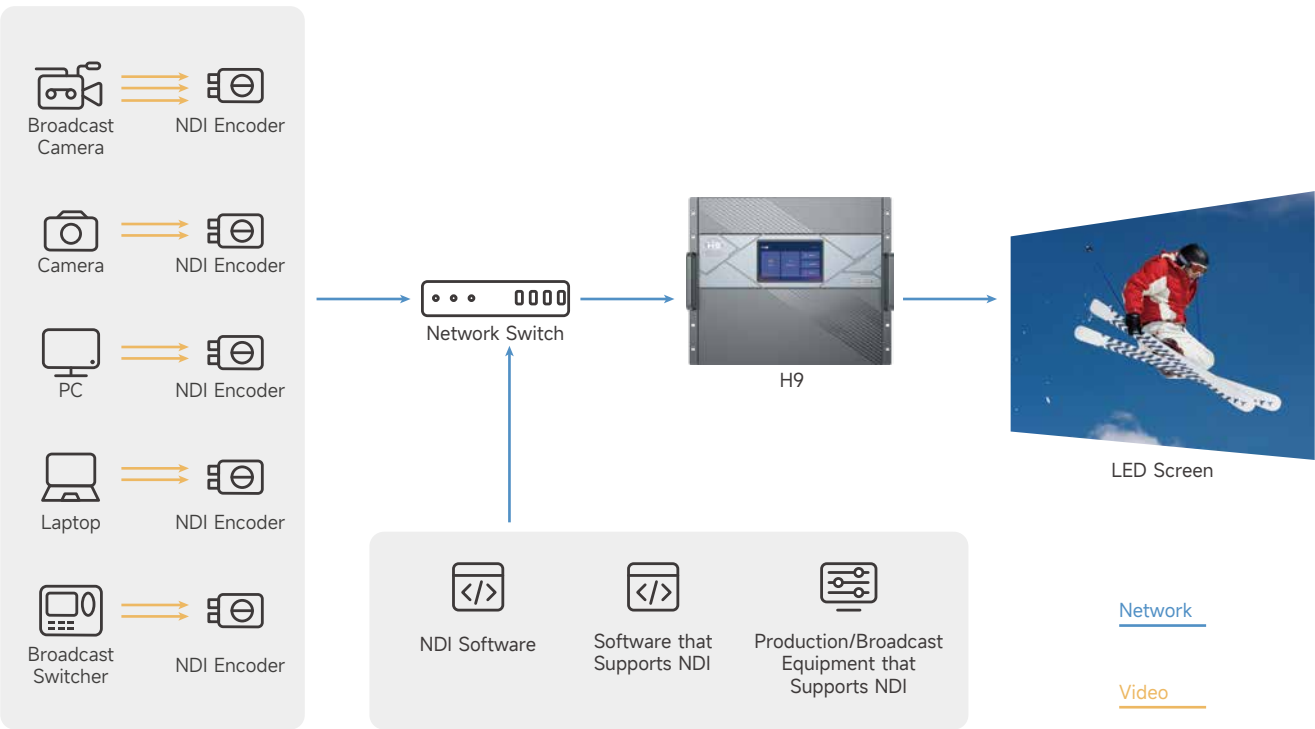 Broadcast
Camera
NDI Encoder
Camera
NDI Encoder
PC
NDI Encoder
Laptop
NDI Encoder
Broadcast
Switcher
NDI Encoder
Network Switch
H9
LED Screen
NDI Software
Software that
Supports NDI
Production/Broadcast
Equipment that
Supports NDI
Network
Video